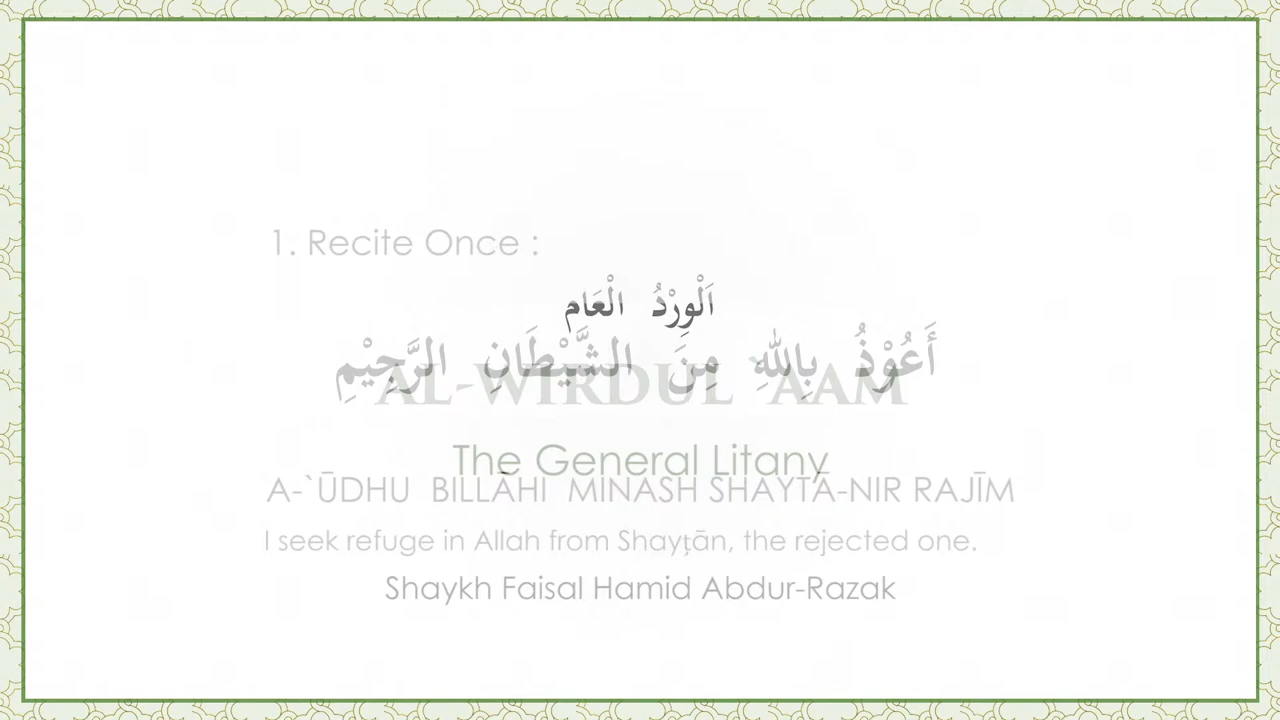 1. Recite Once :
اَلْوِرْدُ الْعَام
أَعُوْذُ بِاللهِ مِنَ الشَّيْطَانِ الرَّجِيْمِ
AL-WIRDUL 'AAM
The General Litany
A-`ŪDHU BILLĀHI MINASH SHAYṬĀ-NIR RAJĪM
I seek refuge in Allah from Shayṭān, the rejected one.
Shaykh Faisal Hamid Abdur-Razak